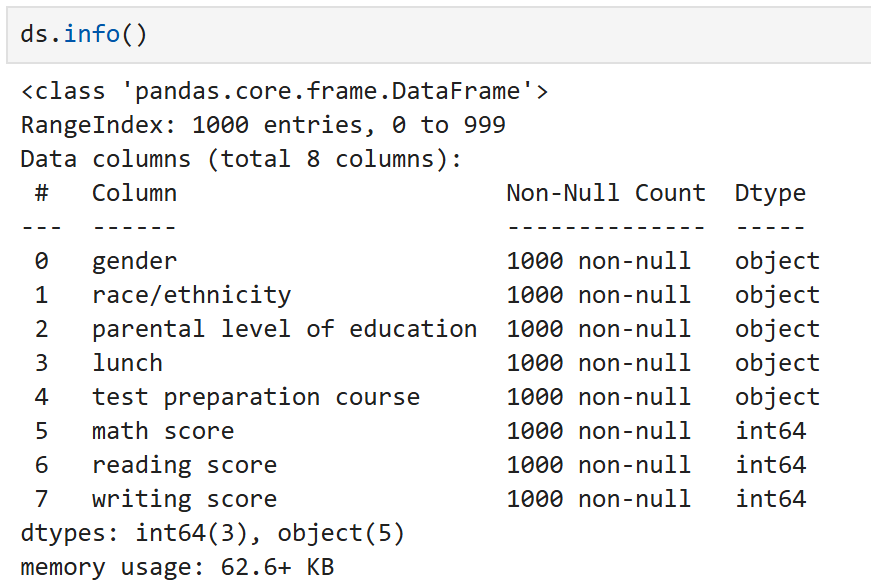 ds.info()
<class 'pandas.core.frame.DataFrame'>
RangeIndex: 1000 entries, 0 to 999
Data columns (total 8 columns):
 #   Column                       Non-Null Count  Dtype
---  ------                       --------------  -----
 0   gender                       1000 non-null   object
 1   race/ethnicity               1000 non-null   object
 2   parental level of education  1000 non-null   object
 3   lunch                        1000 non-null   object
 4   test preparation course      1000 non-null   object
 5   math score                   1000 non-null   int64
 6   reading score                1000 non-null   int64
 7   writing score                1000 non-null   int64
dtypes: int64(3), object(5)
memory usage: 62.6+ KB